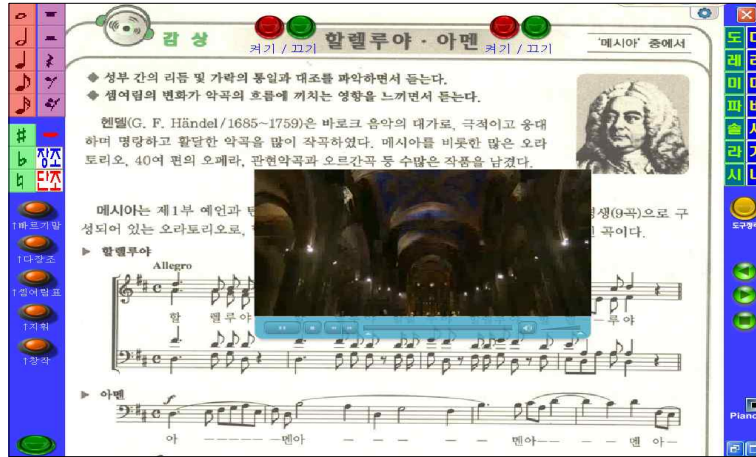 감 상
켜기 / 끄기
할렐루야 · 아멘
켜기 / 끄기
'메시아' 중에서
◆ 성부 간의 리듬 및 가락의 통일과 대조를 파악하면서 듣는다.
◆ 셈여림의 변화가 악곡의 흐름에 끼치는 영향을 느끼면서 듣는다.
헨델(G. F. Händel / 1685~1759)은 바로크 음악의 대가로, 극적이고 웅대
하며 명랑하고 활달한 악곡을 많이 작곡하였다. 메시아를 비롯한 많은 오라
토리오, 40여 편의 오페라, 관현악곡과 오르간곡 등 수많은 작품을 남겼다.
메시아는 제1부 예언과 탄 생(9곡)으로 구
성되어 있는 오라토리오로, 곡이다.
▶ 할렐루야
Allegro
할 렐루야 -루야
▶ 아멘
f
아 - - - - - 멘아 - - - - 멘아- - - 멘 아-
장조
단조
↑빠르기말
↑다장조
↑셈여림표
↑지휘
↑창작
도
레
미
파
솔
라
시
Piano